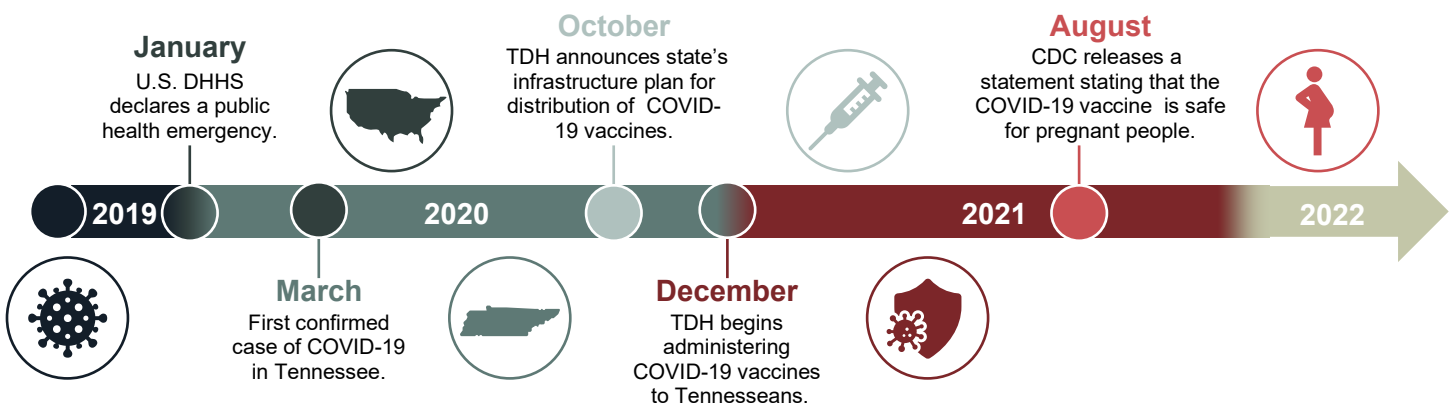 January
U.S. DHHS
declares a public
health emergency.
October
TDH announces state's
infrastructure plan for
distribution of COVID-
19 vaccines.
August
CDC releases a
statement stating that the
COVID-19 vaccine is safe
for pregnant people.
2019
2020
2021
2022
March
First confirmed
case of COVID-19
in Tennessee.
December
TDH begins
administering
COVID-19 vaccines
to Tennesseans.